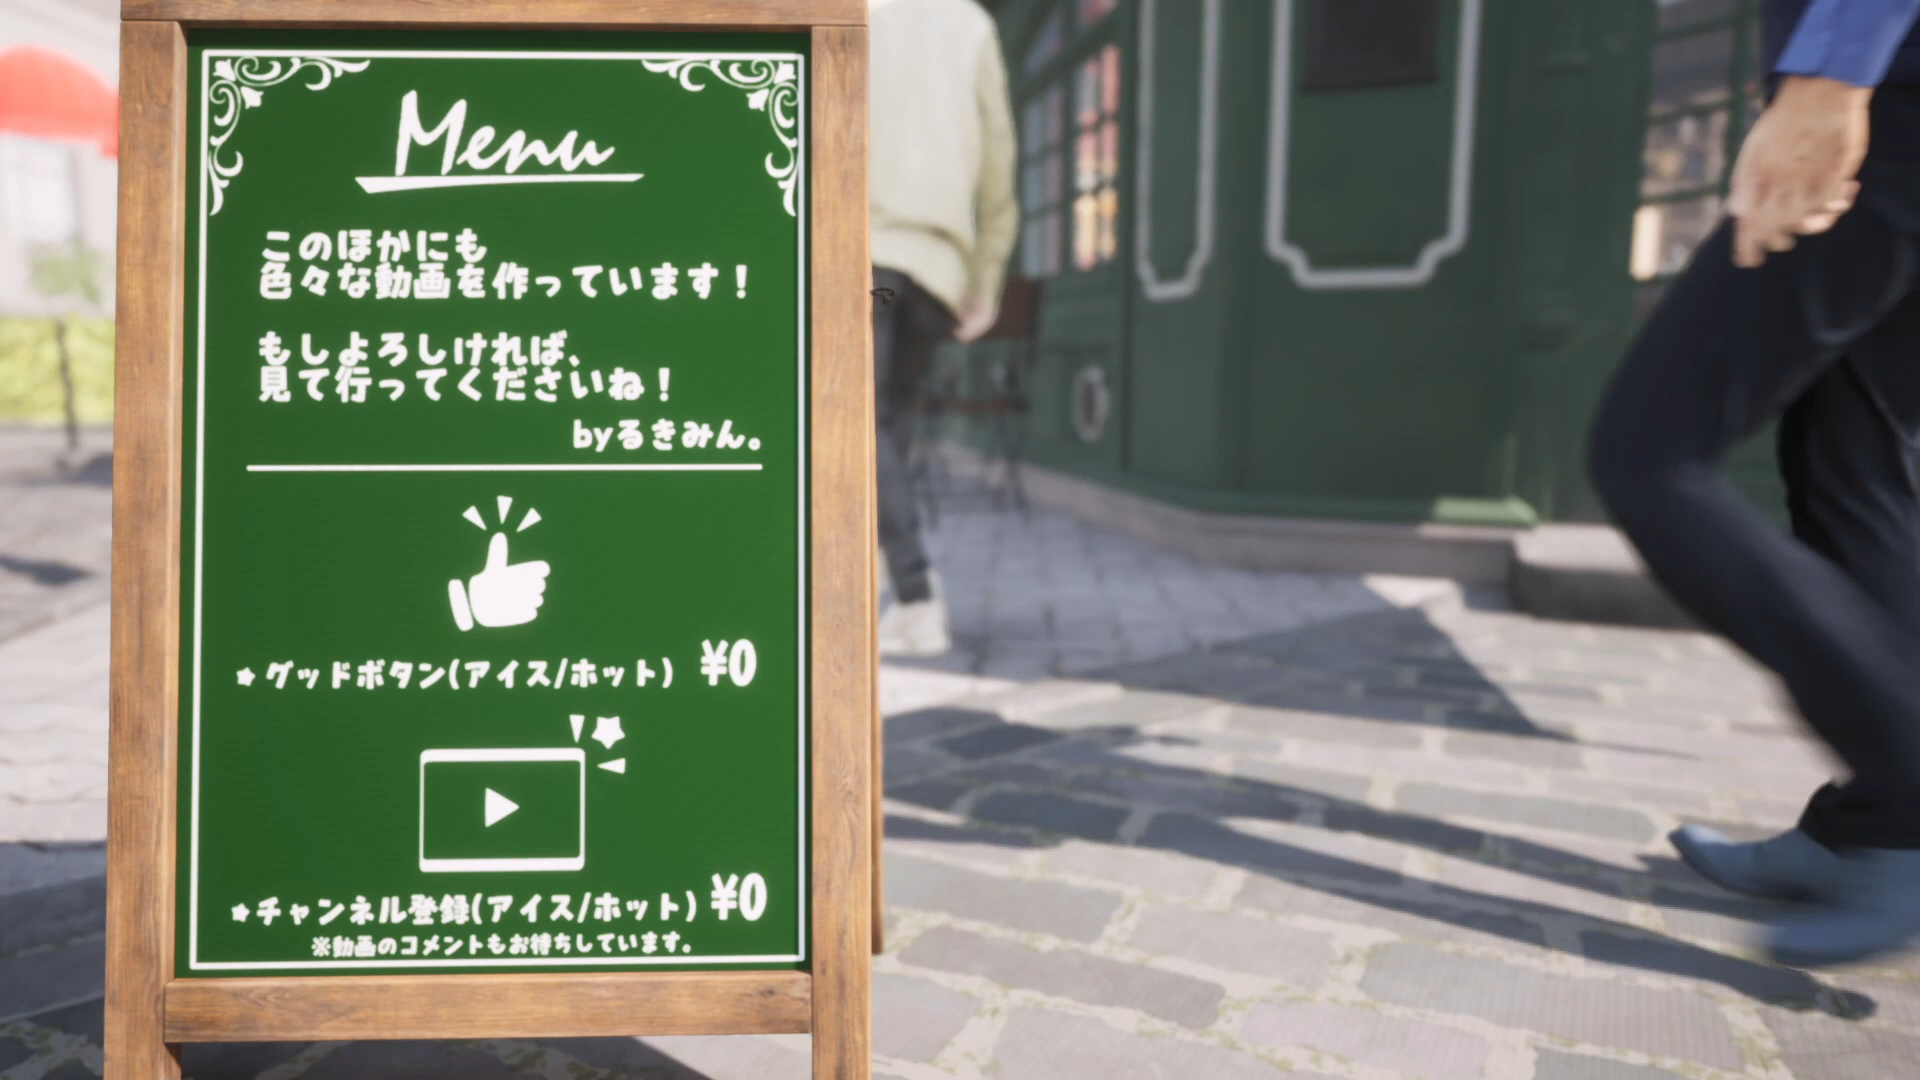 Menu
このほかにも
色々な動画を作っています！
もしよろしければ、
見て行ってくださいね！
byるきみん。
★グッドボタン(アイス/ホット) ¥0
★チャンネル登録(アイス/ホット) ¥0
※動画のコメントもお待ちしています。